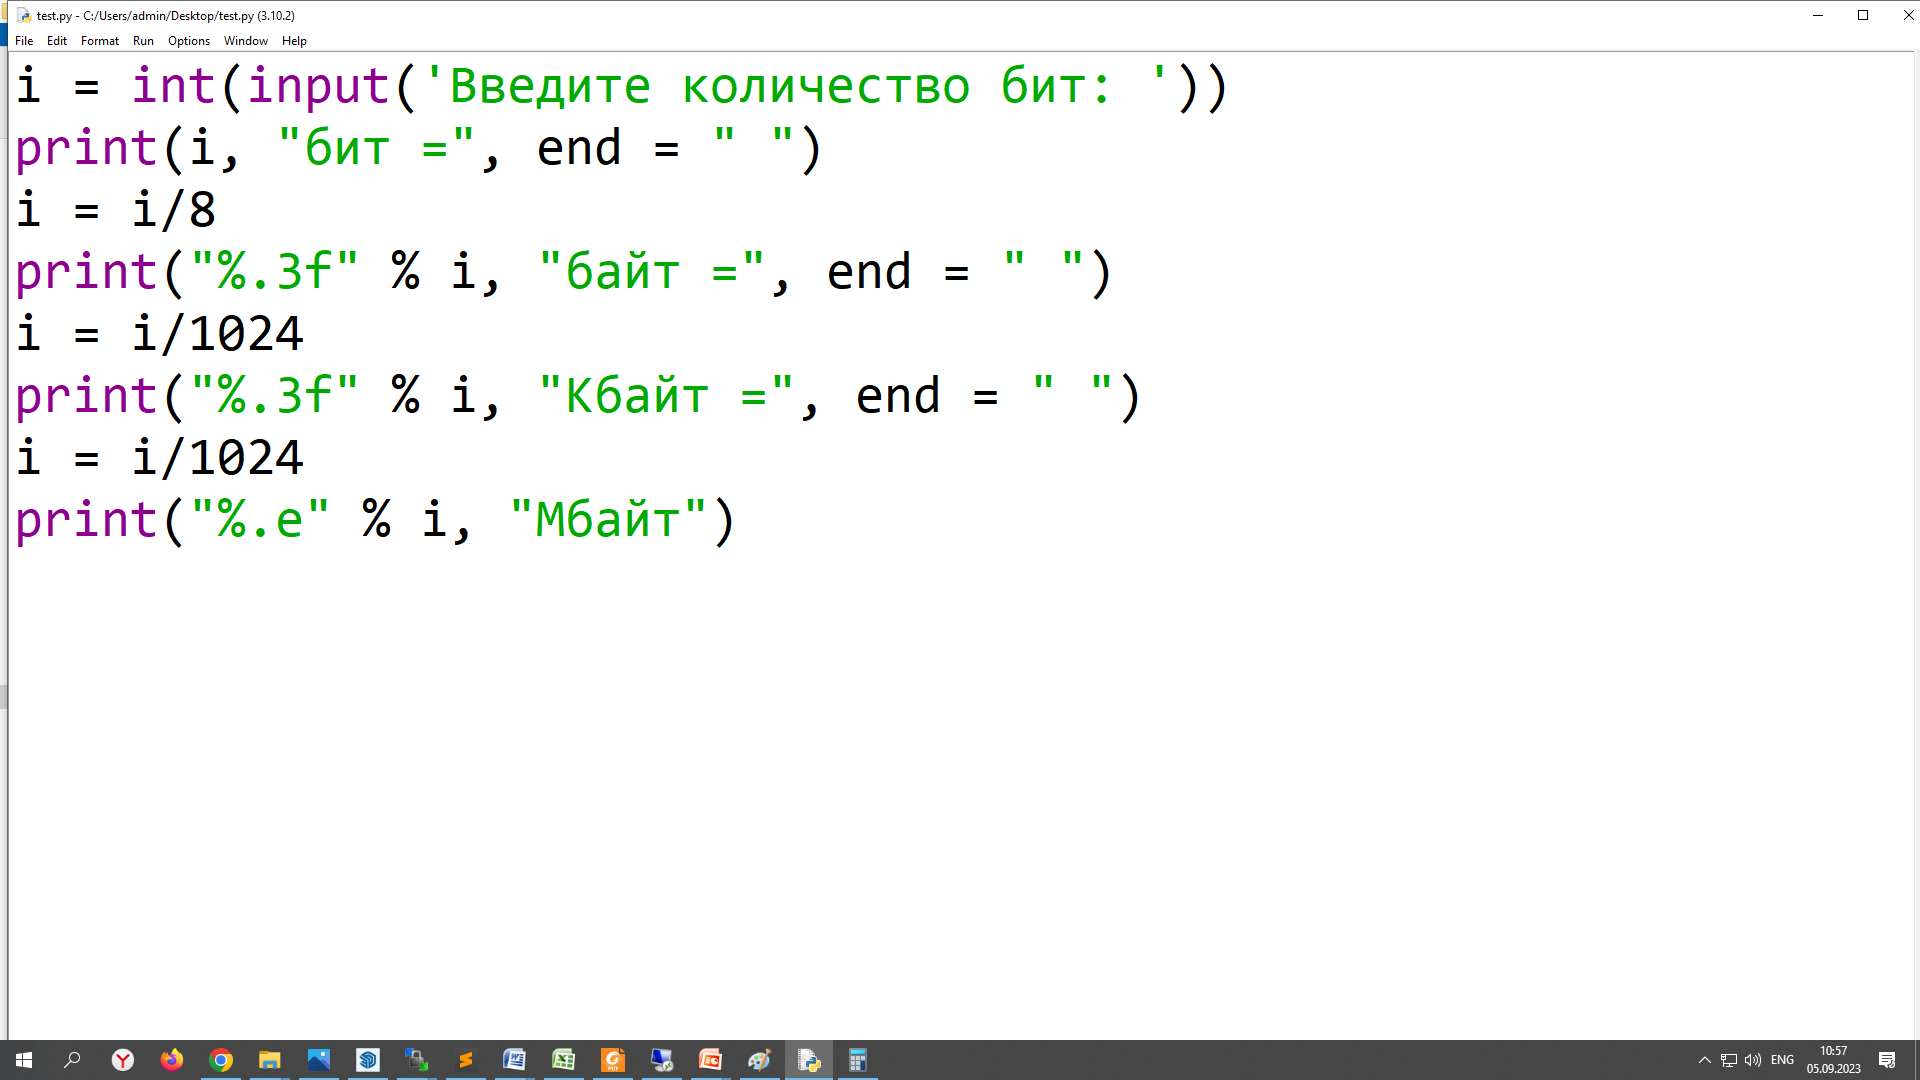 test.py - C:/Users/admin/Desktop/test.py (3.10.2)
File Edit Format Run Options Window Help
i = int(input('Введите количество бит: '))
print(i, "бит =", end = " ")
i = i/8
print("%.3f" % i, "байт =", end = " ")
i = i/1024
print("%.3f" % i, "Кбайт =", end = " ")
i = i/1024
print("%.e" % i, "Мбайт")
ENG
10:57
05.09.2023